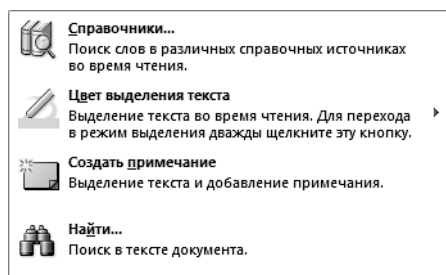 Справочники...
Поиск слов в различных справочных источниках
во время чтения.
Цвет выделения текста
Выделение текста во время чтения. Для перехода
в режим выделения дважды щелкните эту кнопку.
Создать примечание
Выделение текста и добавление примечания.
Найти...
Поиск в тексте документа.